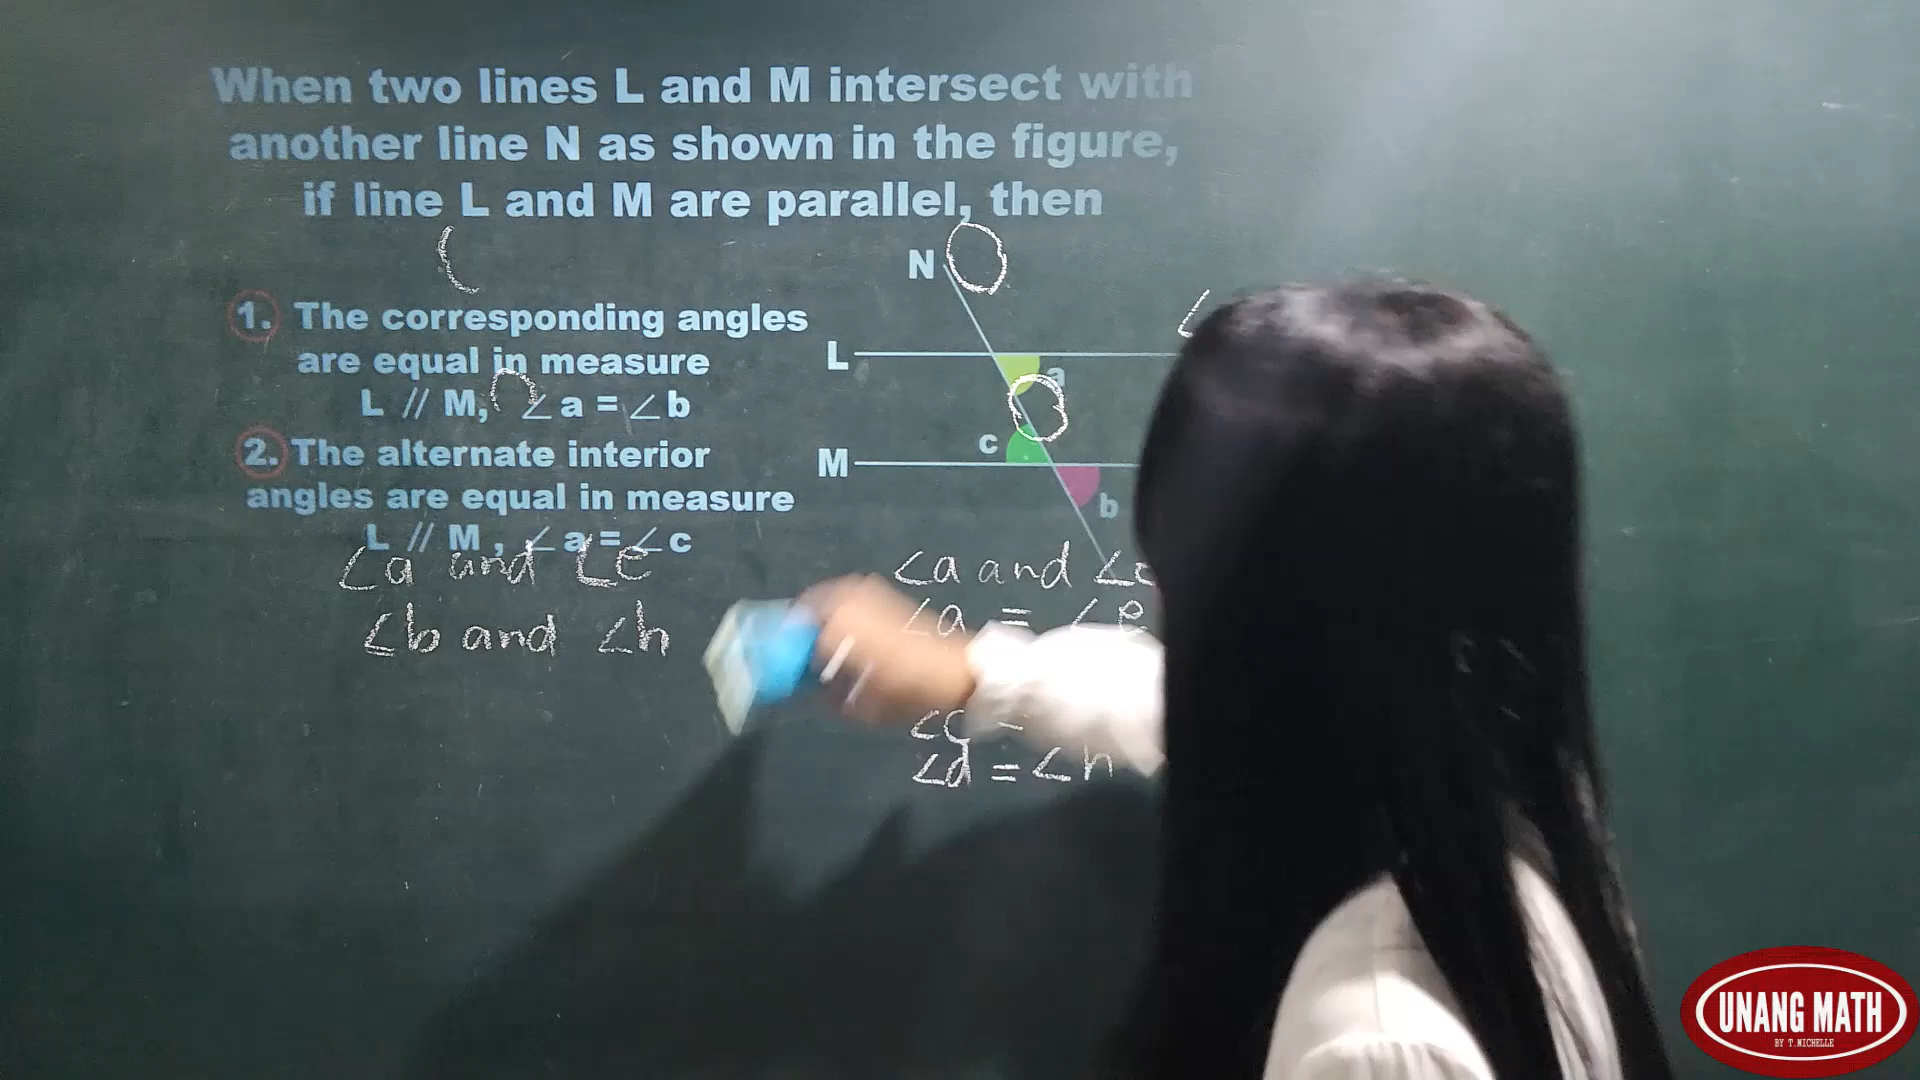 When two lines L and M intersect with
another line N as shown in the figure,
if line L and M are parallel, then
1. The corresponding angles
are equal in measure
L // M, ∠a = ∠b
2. The alternate interior
angles are equal in measure
L // M, ∠a = ∠c
N
L
a
c
M
b
∠a and ∠e
∠b and ∠h
∠a and
∠a = ∠e
∠c =
∠d = ∠h
UNANG MATH
BY T.MICHELLE